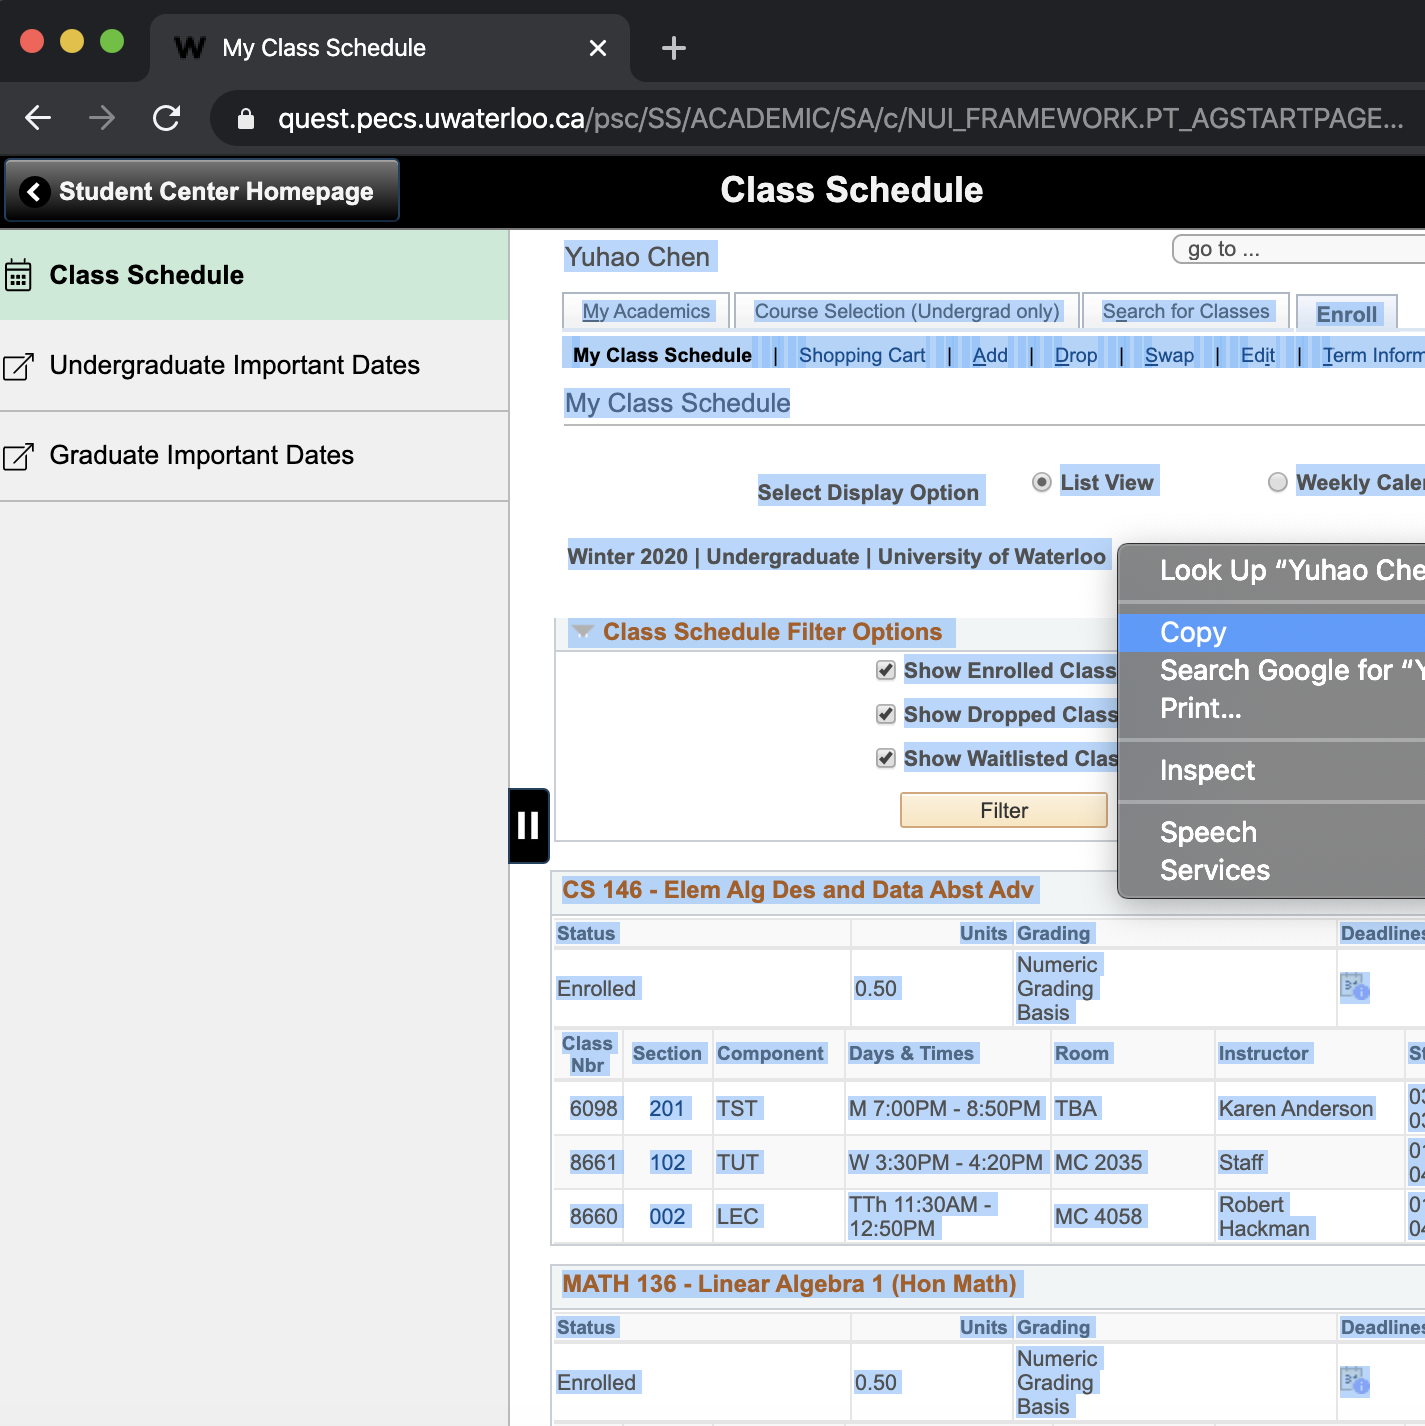 W My Class Schedule
quest.pecs.uwaterloo.ca/psc/SS/ACADEMIC/SA/c/NUI_FRAMEWORK.PT_AGSTARTPAGE...
Student Center Homepage
Class Schedule
Class Schedule
Undergraduate Important Dates
Graduate Important Dates
Yuhao Chen
go to ...
My Academics
Course Selection (Undergrad only)
Search for Classes
Enroll
My Class Schedule | Shopping Cart | Add | Drop | Swap | Edit | Term Inform
My Class Schedule
Select Display Option
List View
Weekly Caler
Winter 2020 | Undergraduate | University of Waterloo
Class Schedule Filter Options
Show Enrolled Class
Show Dropped Class
Show Waitlisted Clas
Filter
Look Up “Yuhao Che
Copy
Search Google for “Y
Print...
Inspect
Speech
Services
CS 146 - Elem Alg Des and Data Abst Adv
Status Units Grading Deadlines
Enrolled 0.50 Numeric
Grading
Basis
Class
Nbr Section Component Days & Times Room Instructor St
6098 201 TST M 7:00PM - 8:50PM TBA Karen Anderson 03
03
8661 102 TUT W 3:30PM - 4:20PM MC 2035 Staff 01
04
8660 002 LEC TTh 11:30AM -
12:50PM MC 4058 Robert
Hackman 01
04
MATH 136 - Linear Algebra 1 (Hon Math)
Status Units Grading Deadlines
Enrolled 0.50 Numeric
Grading
Basis